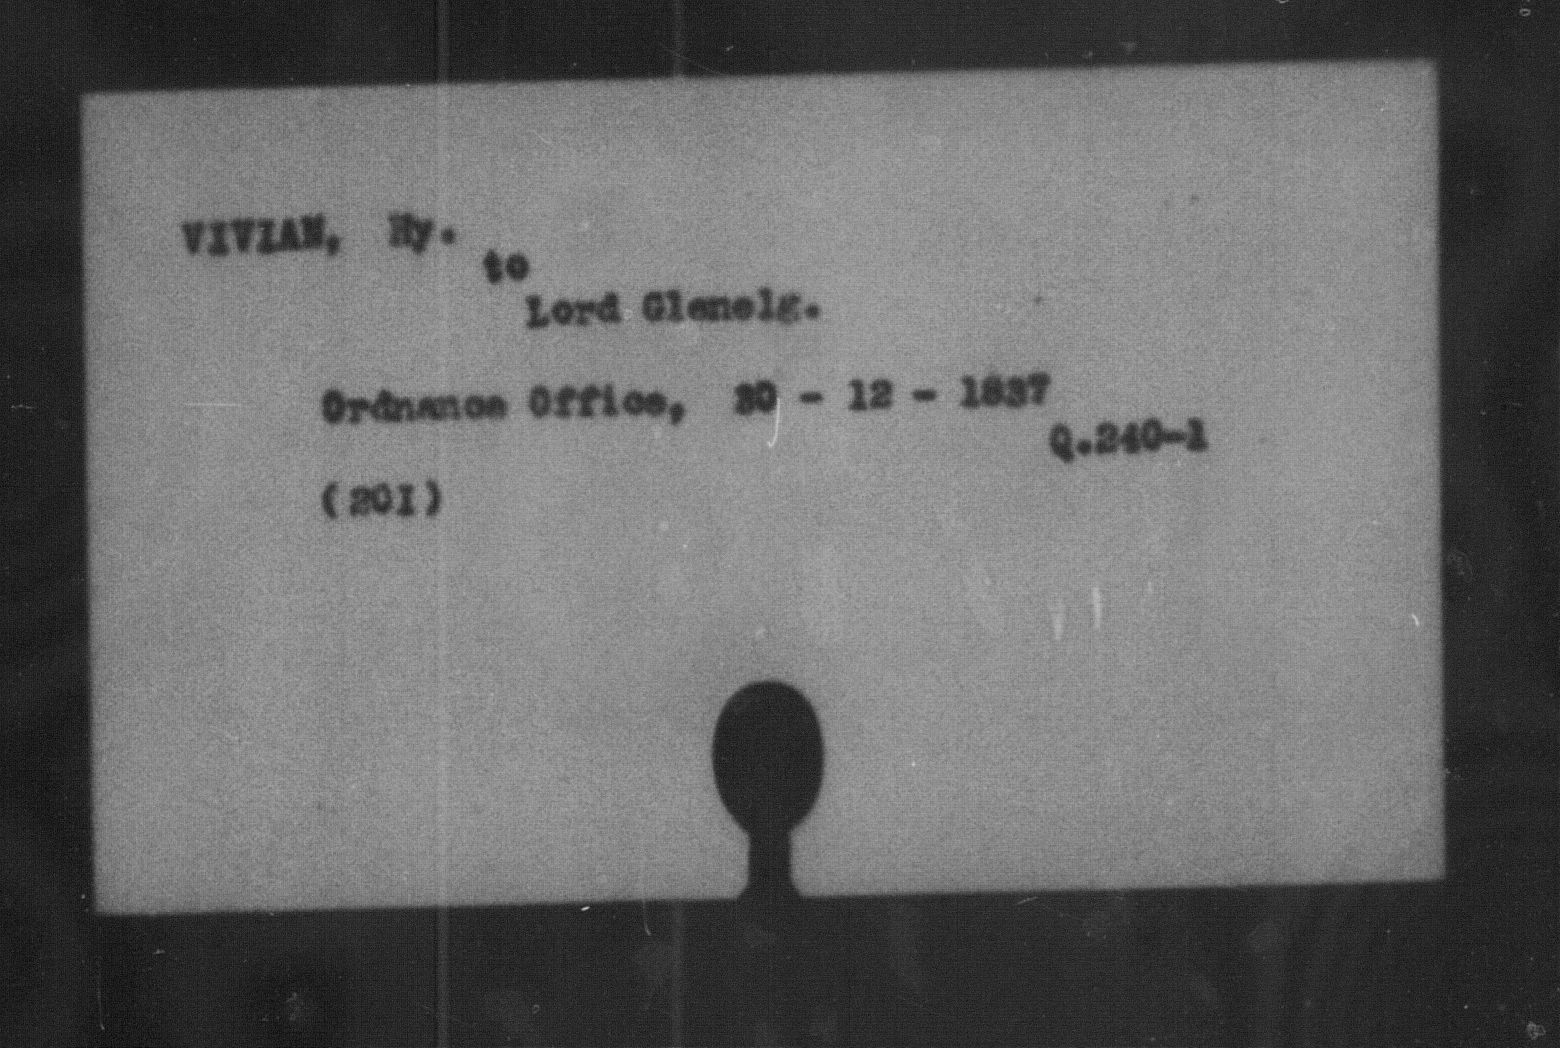 VIVIAN, Hy.
to
Lord Glenelg.
Ordnance Office, 30 - 12 - 1837
Q.240-1
(201)